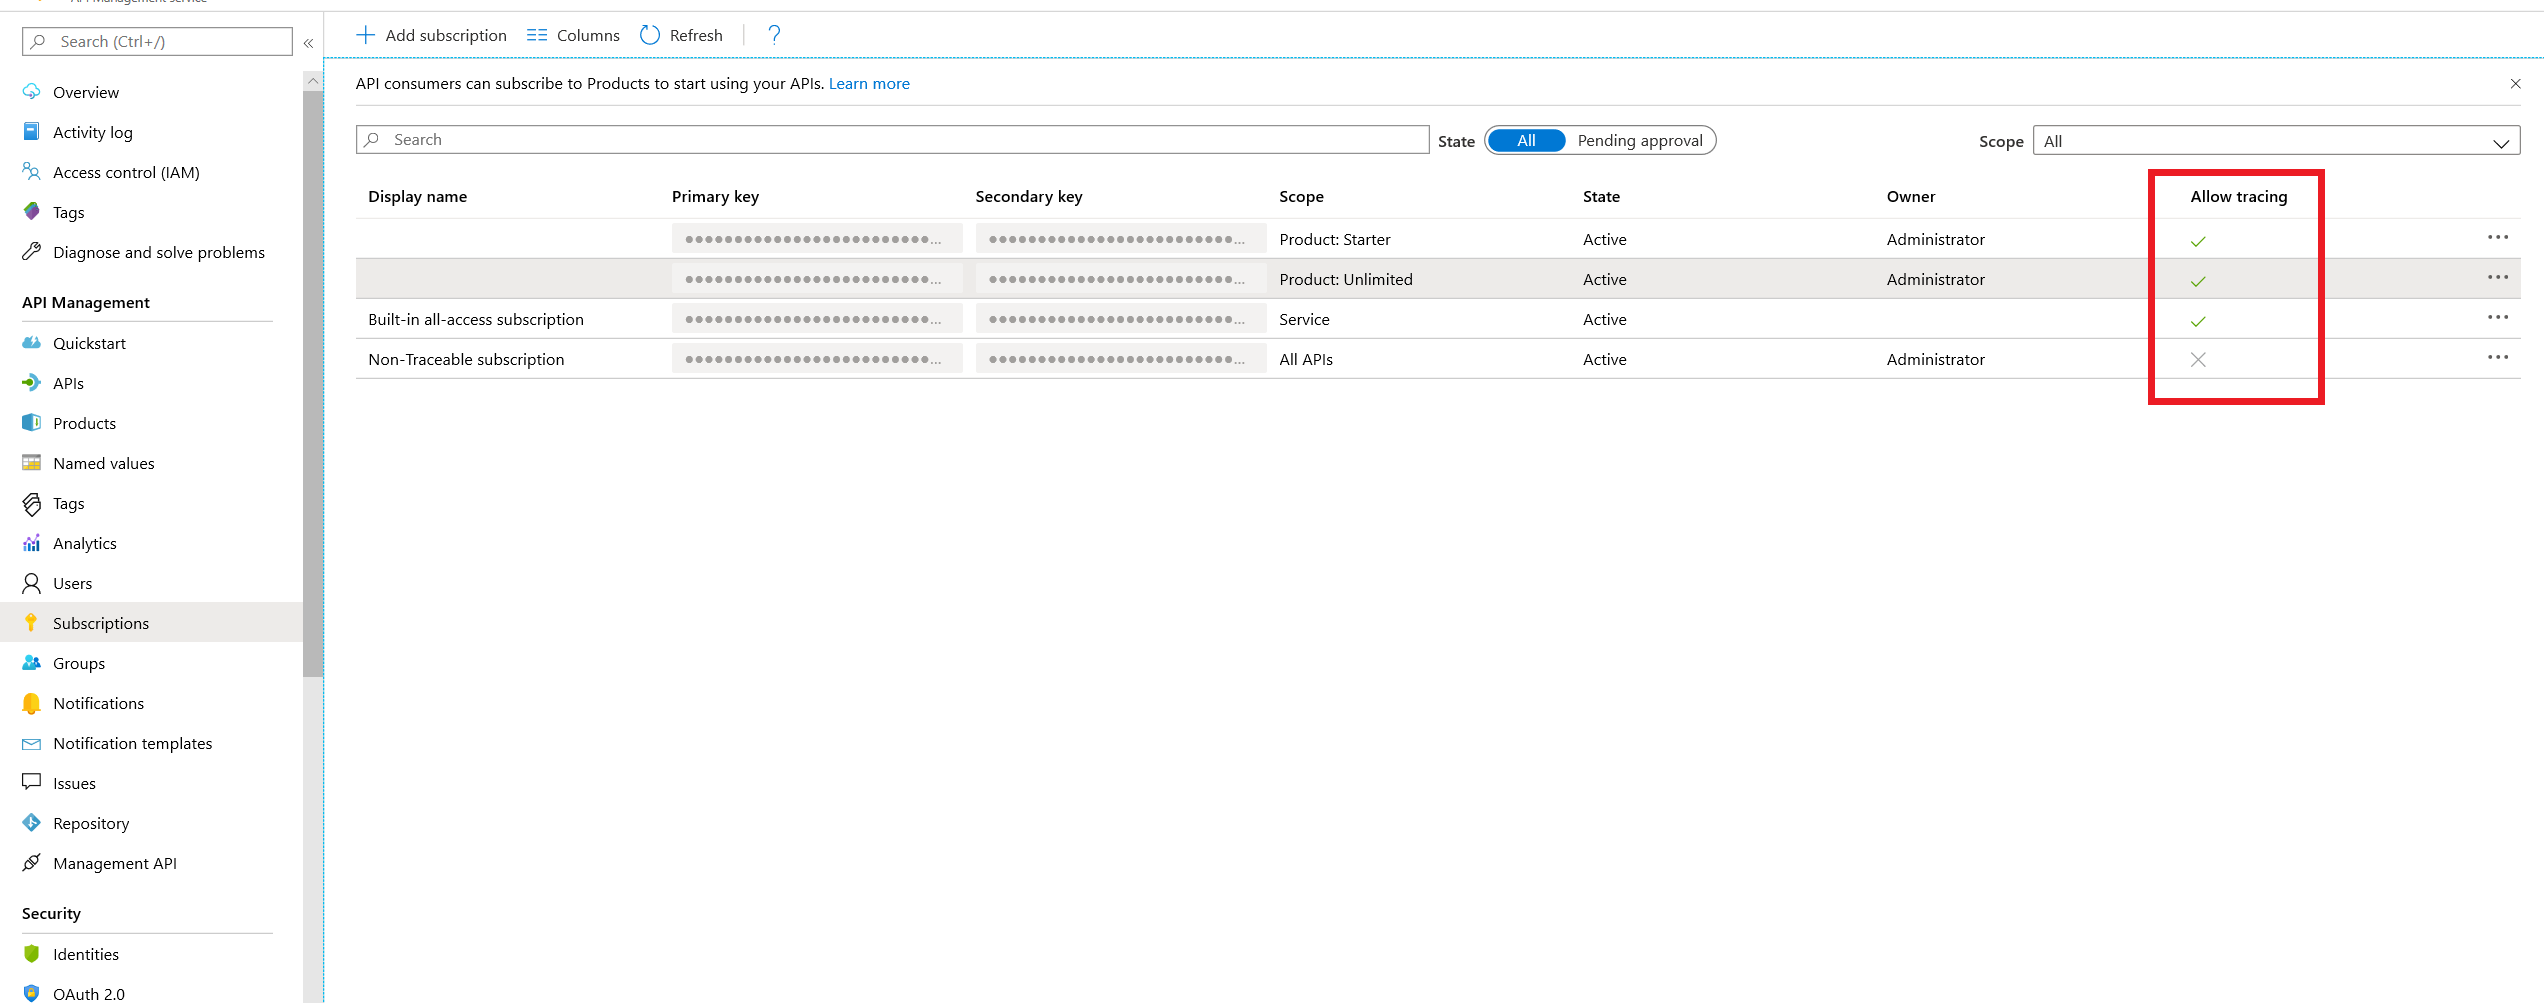 API Management service
Search (Ctrl+/)
«
Add subscription
Columns
Refresh
?
Overview
Activity log
Access control (IAM)
Tags
Diagnose and solve problems
API Management
Quickstart
APIs
Products
Named values
Tags
Analytics
Users
Subscriptions
Groups
Notifications
Notification templates
Issues
Repository
Management API
Security
Identities
OAuth 2.0
API consumers can subscribe to Products to start using your APIs. Learn more
Search
State All Pending approval
Scope All
Display name Primary key Secondary key Scope State Owner Allow tracing
●●●●●●●●●●●●●●●●●●●●●●●●●... ●●●●●●●●●●●●●●●●●●●●●●●●●... Product: Starter Active Administrator
●●●●●●●●●●●●●●●●●●●●●●●●●... ●●●●●●●●●●●●●●●●●●●●●●●●●... Product: Unlimited Active Administrator
Built-in all-access subscription ●●●●●●●●●●●●●●●●●●●●●●●●●... ●●●●●●●●●●●●●●●●●●●●●●●●●... Service Active
Non-Traceable subscription ●●●●●●●●●●●●●●●●●●●●●●●●●... ●●●●●●●●●●●●●●●●●●●●●●●●●... All APIs Active Administrator